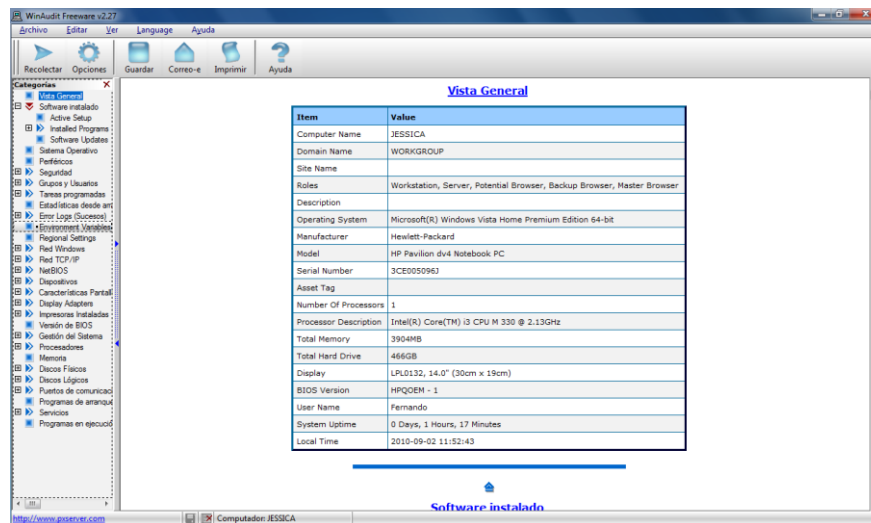 WinAudit Freeware v2.27
Archivo Editar Ver Language Ayuda
Recolectar Opciones Guardar Correo-e Imprimir Ayuda
Categorías
Vista General
Software instalado
Active Setup
Installed Programs
Software Updates
Sistema Operativo
Periféricos
Seguridad
Grupos y Usuarios
Tareas programadas
Estadísticas desde arr
Error Logs (Sucesos)
Environment Variables
Regional Settings
Red Windows
Red TCP/IP
NetBIOS
Dispositivos
Características Pantall
Display Adapters
Impresoras Instaladas
Versión de BIOS
Gestión del Sistema
Procesadores
Memoria
Discos Físicos
Discos Lógicos
Puertos de comunicaci
Programas de arranque
Servicios
Programas en ejecució
Vista General
Item Value
Computer Name JESSICA
Domain Name WORKGROUP
Site Name
Roles Workstation, Server, Potential Browser, Backup Browser, Master Browser
Description
Operating System Microsoft(R) Windows Vista Home Premium Edition 64-bit
Manufacturer Hewlett-Packard
Model HP Pavilion dv4 Notebook PC
Serial Number 3CE005096J
Asset Tag
Number Of Processors 1
Processor Description Intel(R) Core(TM) i3 CPU M 330 @ 2.13GHz
Total Memory 3904MB
Total Hard Drive 466GB
Display LPL0132, 14.0" (30cm x 19cm)
BIOS Version HPQOEM - 1
User Name Fernando
System Uptime 0 Days, 1 Hours, 17 Minutes
Local Time 2010-09-02 11:52:43
Software instalado
http://www.pxserver.com Computador: JESSICA